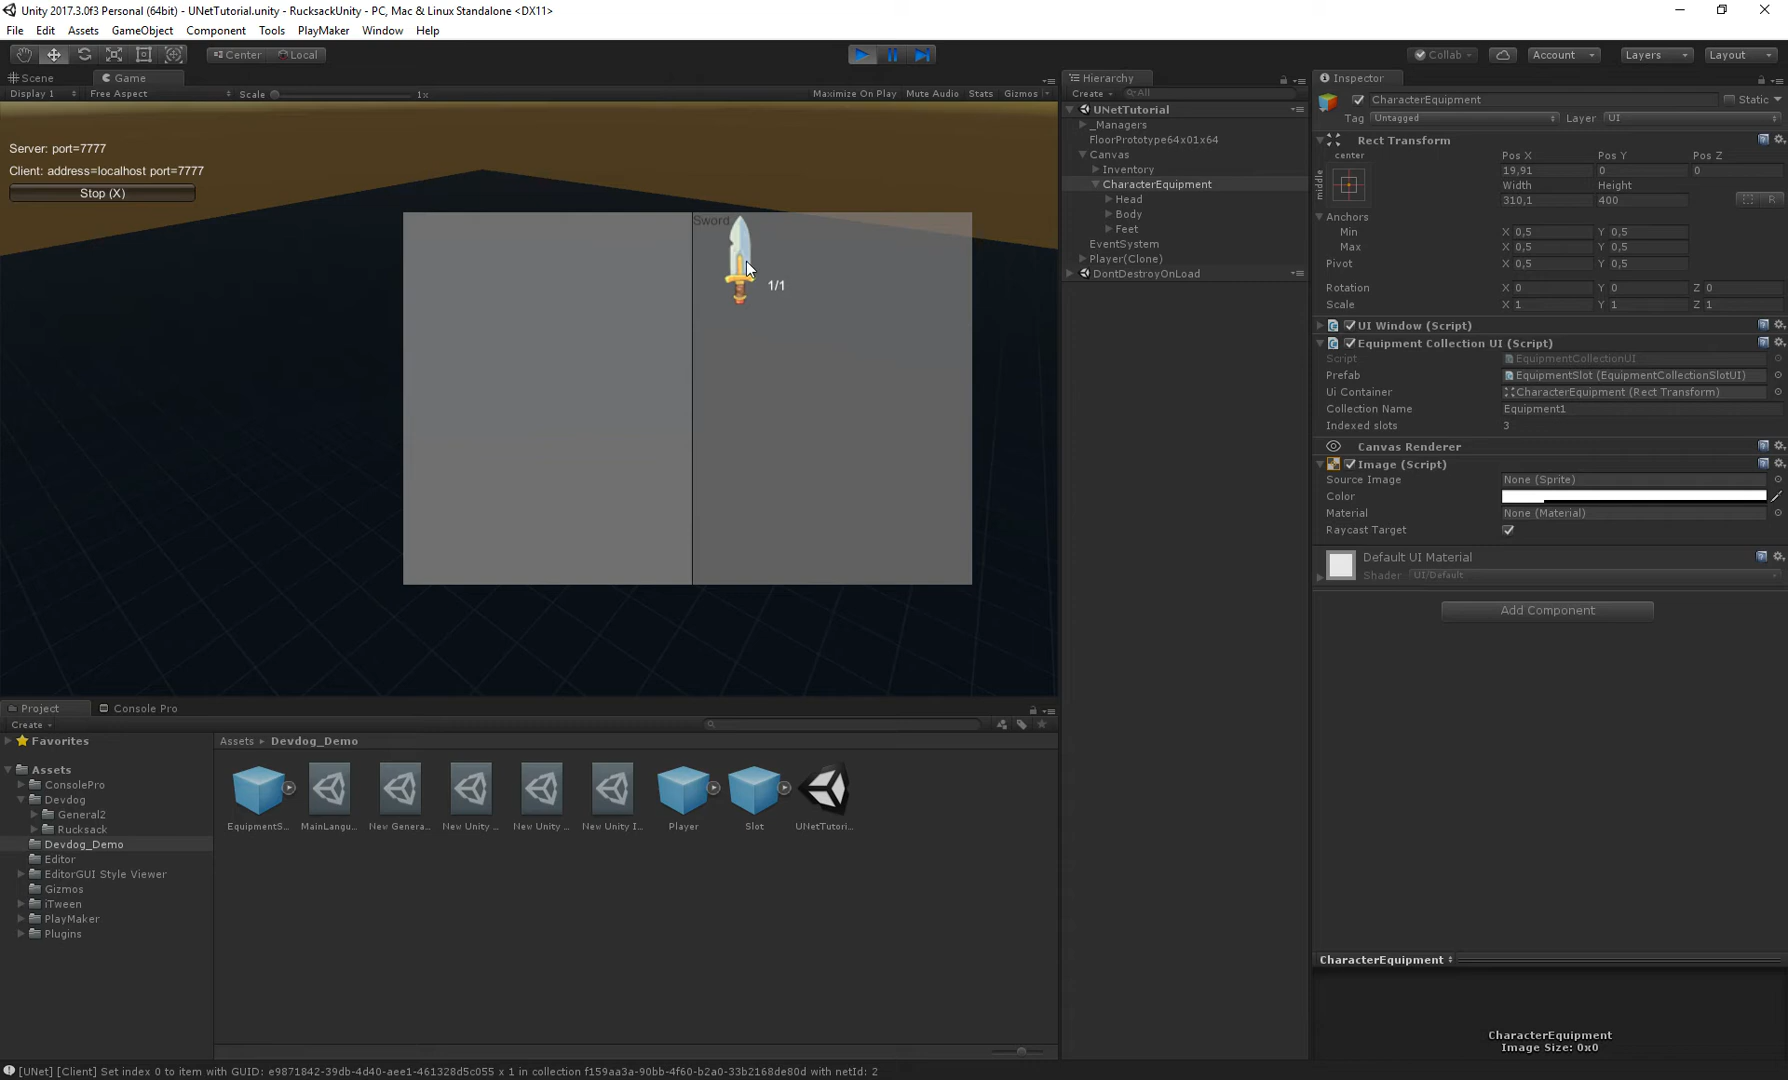 Unity 2017.3.0f3 Personal (64bit) - UNetTutorial.unity - RucksackUnity - PC, Mac & Linux Standalone <DX11>
File Edit Assets GameObject Component Tools PlayMaker Window Help
Center Local
Collab Account Layers Layout
Scene Game
Display 1 Free Aspect Scale 1x Maximize On Play Mute Audio Stats Gizmos
Server: port=7777
Client: address=localhost port=7777
Stop (X)
Sword
1/1
Hierarchy
Create All
UNetTutorial
_Managers
FloorPrototype64x01x64
Canvas
Inventory
CharacterEquipment
Head
Body
Feet
EventSystem
Player(Clone)
DontDestroyOnLoad
Inspector
CharacterEquipment Static
Tag Untagged Layer UI
Rect Transform
center
middle
Pos X Pos Y Pos Z
19,91 0 0
Width Height
310,1 400
R
Anchors
Min X 0,5 Y 0,5
Max X 0,5 Y 0,5
Pivot X 0,5 Y 0,5
Rotation X 0 Y 0 Z 0
Scale X 1 Y 1 Z 1
UI Window (Script)
Equipment Collection UI (Script)
Script EquipmentCollectionUI
Prefab EquipmentSlot (EquipmentCollectionSlotUI)
Ui Container CharacterEquipment (Rect Transform)
Collection Name Equipment1
Indexed slots 3
Canvas Renderer
Image (Script)
Source Image None (Sprite)
Color
Material None (Material)
Raycast Target
Default UI Material
Shader UI/Default
Add Component
CharacterEquipment
CharacterEquipment
Image Size: 0x0
Project Console Pro
Create
Favorites
Assets
ConsolePro
Devdog
General2
Rucksack
Devdog_Demo
Editor
EditorGUI Style Viewer
Gizmos
iTween
PlayMaker
Plugins
Assets Devdog_Demo
EquipmentS... MainLangu... New Genera... New Unity ... New Unity ... New Unity I... Player Slot UNetTutori...
[UNet] [Client] Set index 0 to item with GUID: e9871842-39db-4d40-aee1-461328d5c055 x 1 in collection f159aa3a-90bb-4f60-b2a0-33b2168de80d with netId: 2